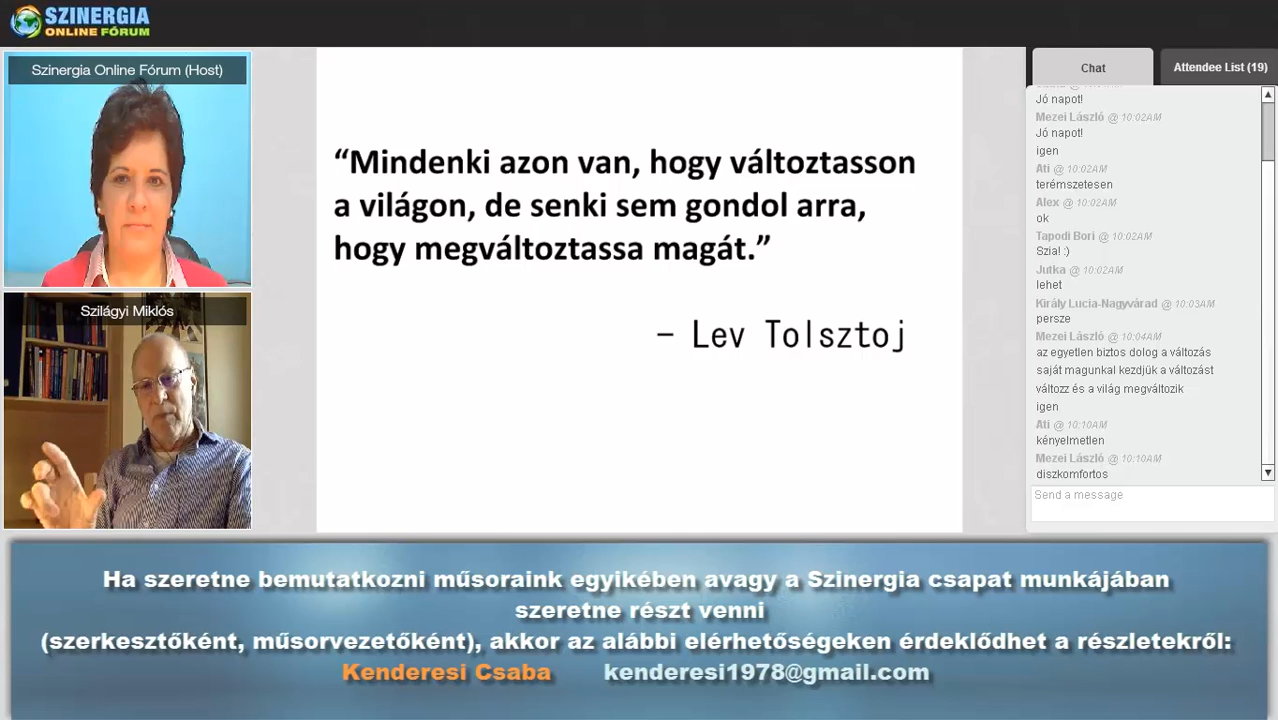 SZINERGIA
ONLINE FÓRUM
Szinergia Online Fórum (Host)
Szilágyi Miklós
“Mindenki azon van, hogy változtasson
a világon, de senki sem gondol arra,
hogy megváltoztassa magát.”
– Lev Tolsztoj
Chat
Attendee List (19)
Jó napot!
Mezei László @ 10:02AM
Jó napot!
igen
Ati @ 10:02AM
terémszetesen
Alex @ 10:02AM
ok
Tapodi Bori @ 10:02AM
Szia! :)
Jutka @ 10:02AM
lehet
Király Lucia-Nagyvárad @ 10:03AM
persze
Mezei László @ 10:04AM
az egyetlen biztos dolog a változás
saját magunkal kezdjük a változást
változz és a világ megváltozik
igen
Ati @ 10:10AM
kényelmetlen
Mezei László @ 10:10AM
diszkomfortos
Send a message
Ha szeretne bemutatkozni műsoraink egyikében avagy a Szinergia csapat munkájában
szeretne részt venni
(szerkesztőként, műsorvezetőként), akkor az alábbi elérhetőségeken érdeklődhet a részletekről:
Kenderesi Csaba kenderesi1978@gmail.com